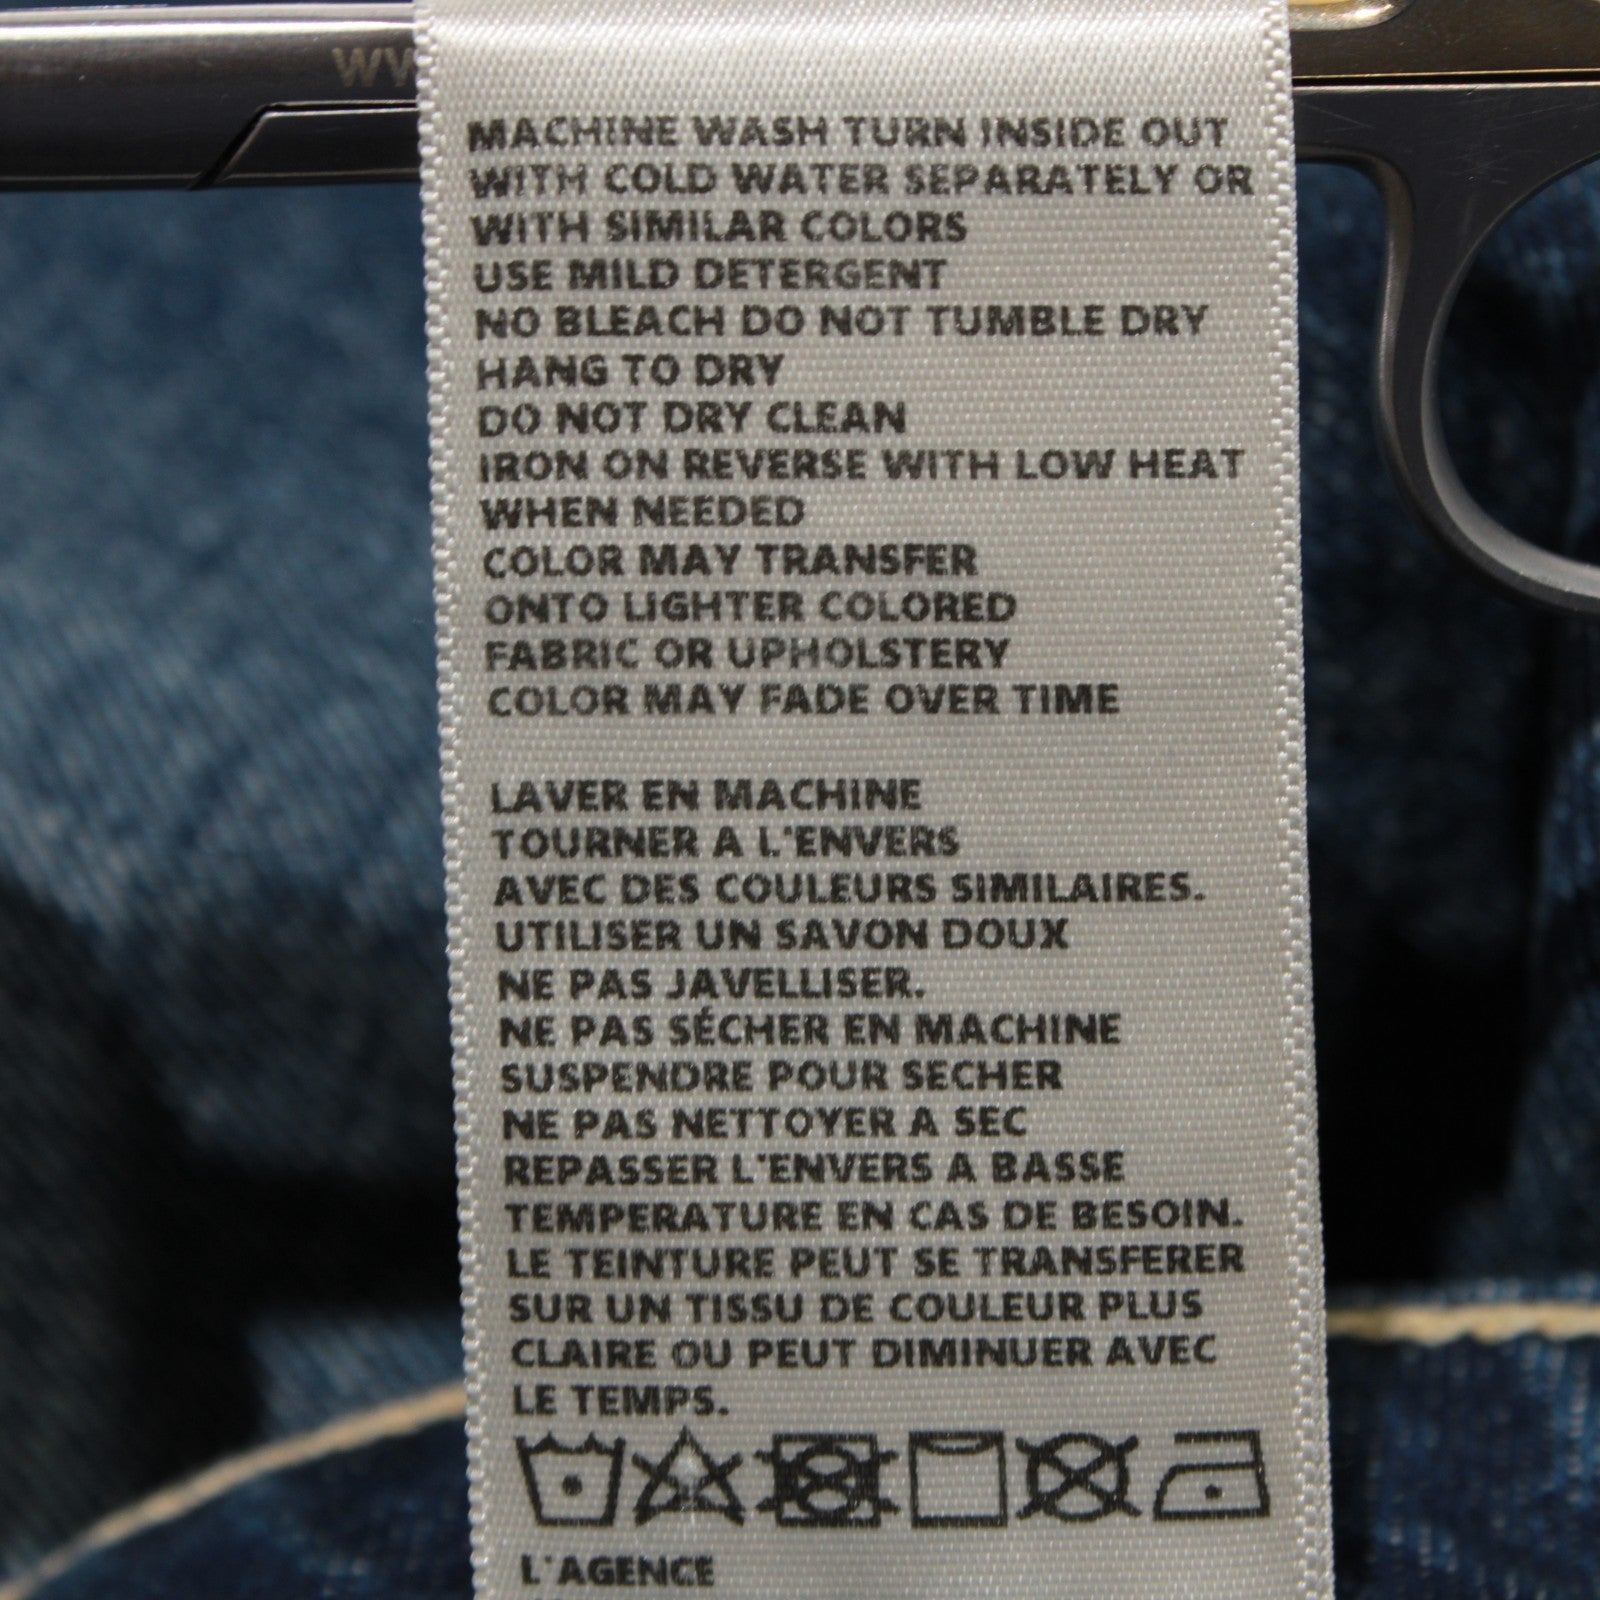 MACHINE WASH TURN INSIDE OUT
WITH COLD WATER SEPARATELY OR
WITH SIMILAR COLORS
USE MILD DETERGENT
NO BLEACH DO NOT TUMBLE DRY
HANG TO DRY
DO NOT DRY CLEAN
IRON ON REVERSE WITH LOW HEAT
WHEN NEEDED
COLOR MAY TRANSFER
ONTO LIGHTER COLORED
FABRIC OR UPHOLSTERY
COLOR MAY FADE OVER TIME
LAVER EN MACHINE
TOURNER A L'ENVERS
AVEC DES COULEURS SIMILAIRES.
UTILISER UN SAVON DOUX
NE PAS JAVELLISER.
NE PAS SÉCHER EN MACHINE
SUSPENDRE POUR SECHER
NE PAS NETTOYER A SEC
REPASSER L'ENVERS A BASSE
TEMPERATURE EN CAS DE BESOIN.
LE TEINTURE PEUT SE TRANSFERER
SUR UN TISSU DE COULEUR PLUS
CLAIRE OU PEUT DIMINUER AVEC
LE TEMPS.
L'AGENCE